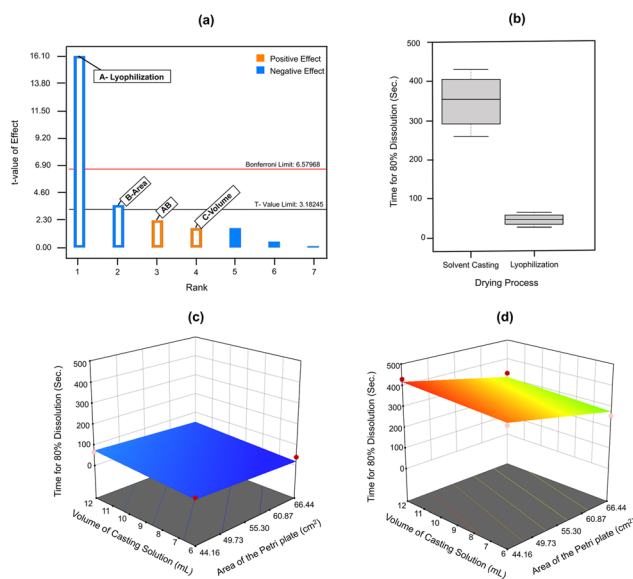 (a)
t-value of Effect
16.10
13.80
11.50
9.20
6.90
4.60
2.30
0.00
Positive Effect
Negative Effect
A- Lyophilization
Bonferroni Limit: 6.57968
B-Area
AB
C-Volume
T- Value Limit: 3.18245
1 2 3 4 5 6 7
Rank
(b)
Time for 80% Dissolution (Sec.)
500
400
300
200
100
0
Solvent Casting Lyophilization
Drying Process
(c)
Time for 80% Dissolution (Sec.)
500
400
300
200
100
0
12 11 10 9 8 7 6
Volume of Casting Solution (mL)
44.16 49.73 55.30 60.87 66.44
Area of the Petri plate (cm²)
(d)
Time for 80% Dissolution (Sec.)
500
400
300
200
100
0
12 11 10 9 8 7 6
Volume of Casting Solution (mL)
44.16 49.73 55.30 60.87 66.44
Area of the Petri plate (cm²)